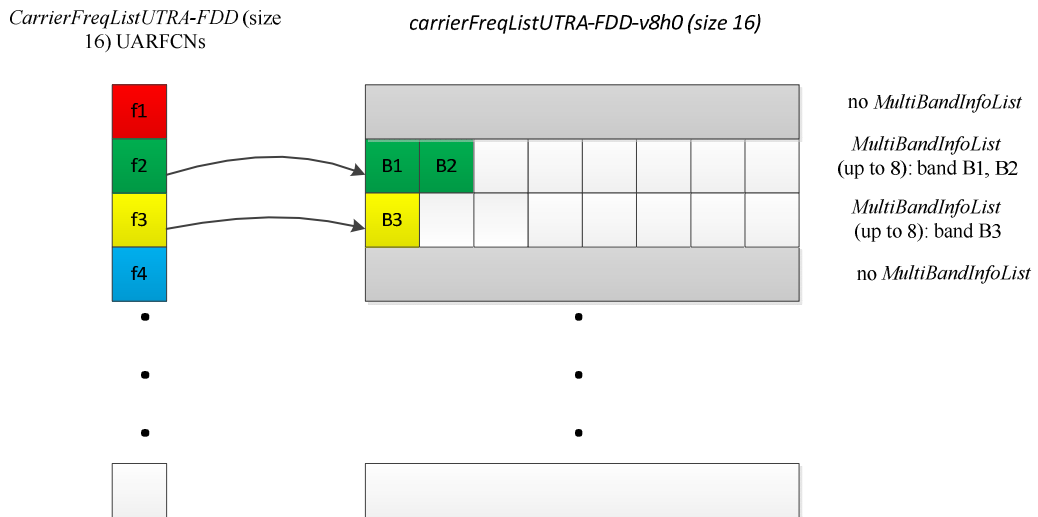 CarrierFreqListUTRA-FDD (size
16) UARFCNs
carrierFreqListUTRA-FDD-v8h0 (size 16)
f1
no MultiBandInfoList
f2
B1
B2
MultiBandInfoList
(up to 8): band B1, B2
f3
B3
MultiBandInfoList
(up to 8): band B3
f4
no MultiBandInfoList